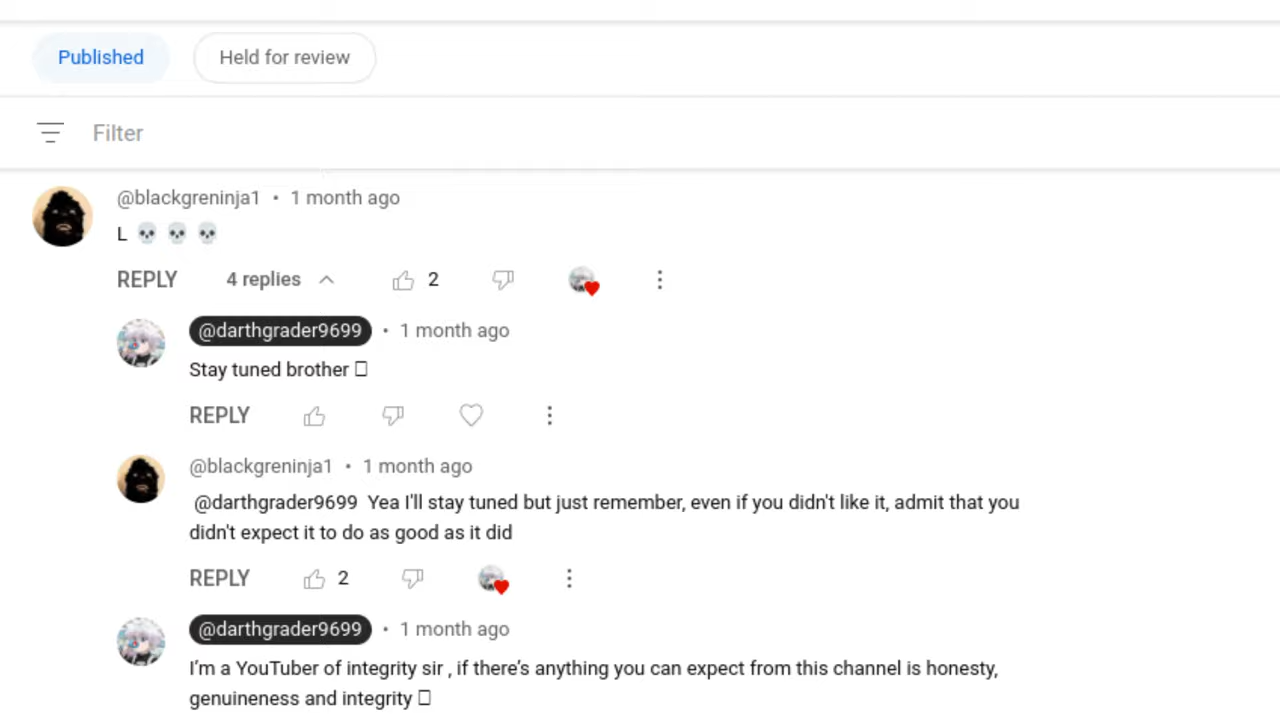 Published Held for review
Filter
@blackgreninja1 • 1 month ago
L 💀 💀 💀
REPLY 4 replies 2
@darthgrader9699 • 1 month ago
Stay tuned brother
REPLY
@blackgreninja1 • 1 month ago
@darthgrader9699 Yea I'll stay tuned but just remember, even if you didn't like it, admit that you
didn't expect it to do as good as it did
REPLY 2
@darthgrader9699 • 1 month ago
I’m a YouTuber of integrity sir , if there’s anything you can expect from this channel is honesty,
genuineness and integrity